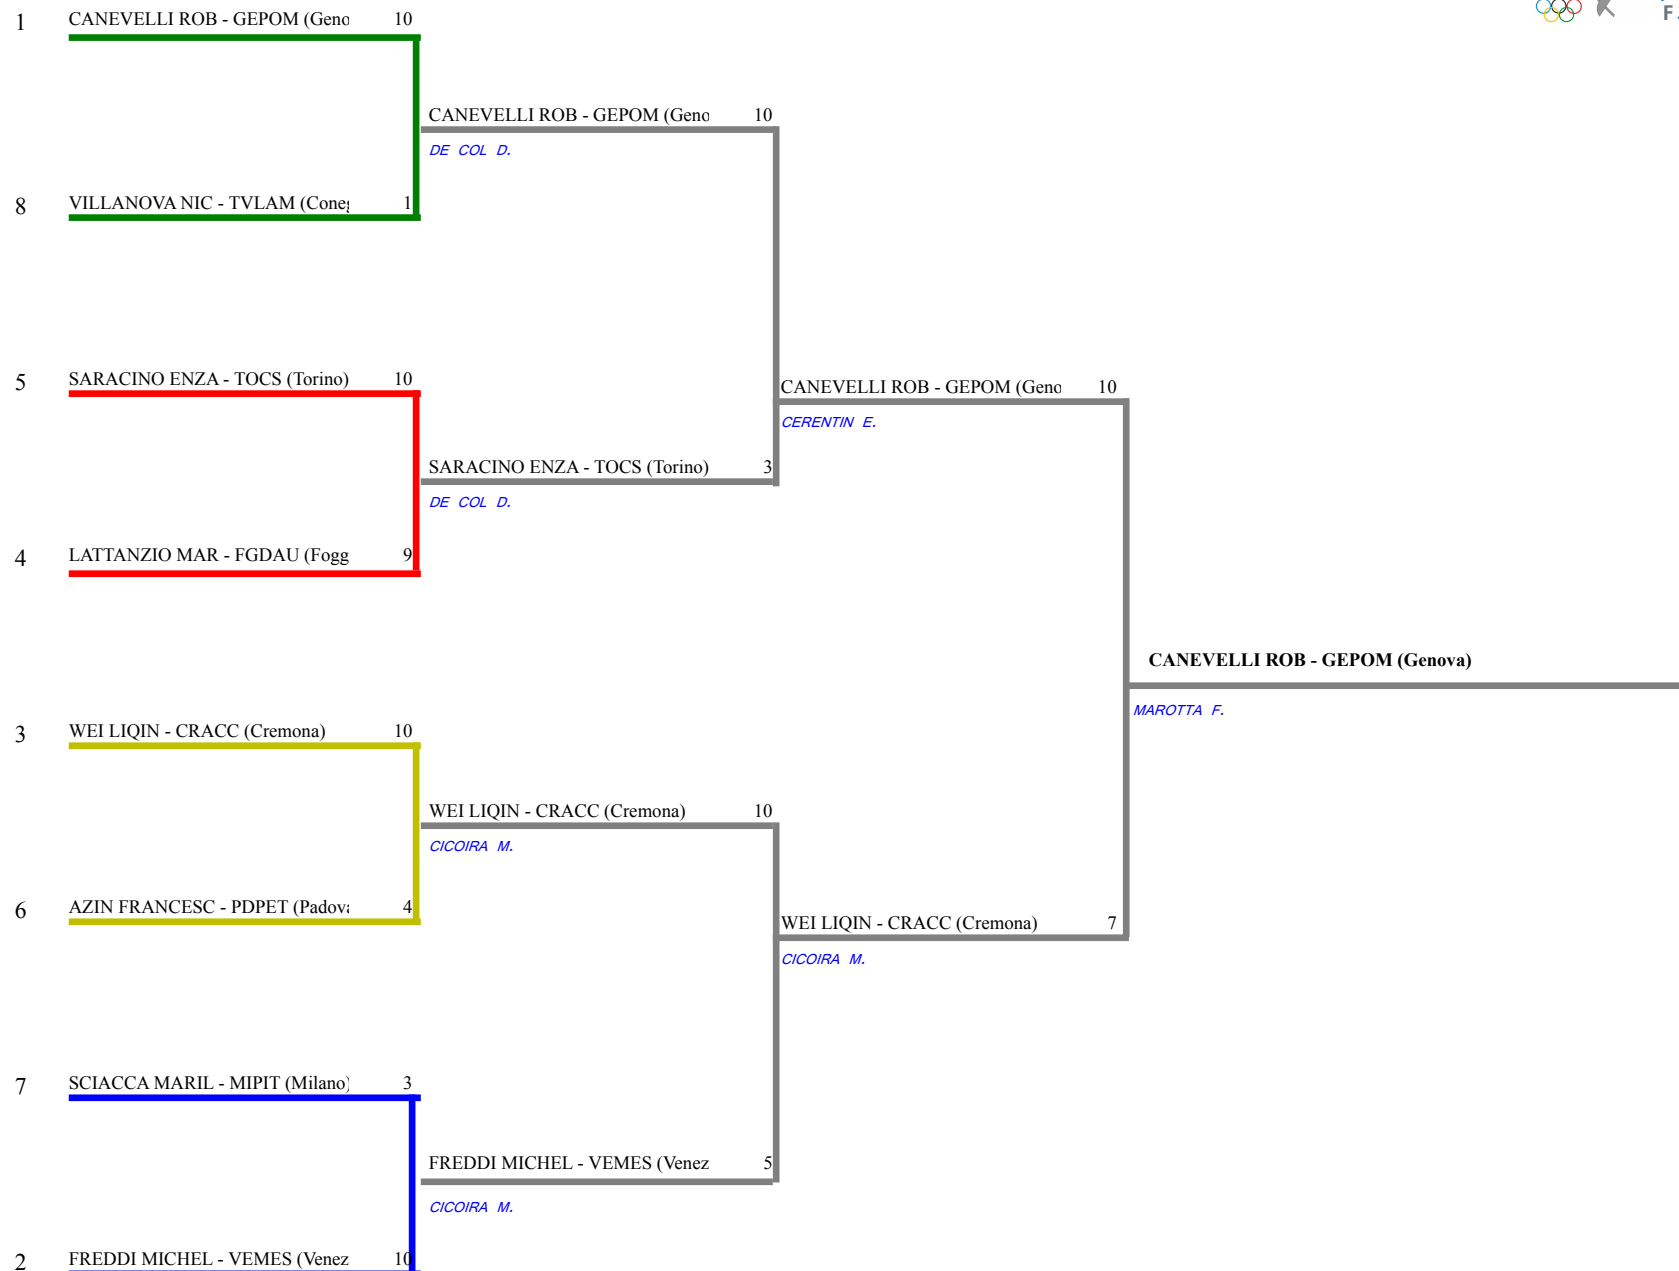 F
1 CANEVELLI ROB - GEPOM (Geno 10
CANEVELLI ROB - GEPOM (Geno 10
DE COL D.
8 VILLANOVA NIC - TVLAM (Cone 1
5 SARACINO ENZA - TOCS (Torino) 10
CANEVELLI ROB - GEPOM (Geno 10
CERENTIN E.
SARACINO ENZA - TOCS (Torino) 3
DE COL D.
4 LATTANZIO MAR - FGDAU (Fogg 9
CANEVELLI ROB - GEPOM (Genova)
MAROTTA F.
3 WEI LIQIN - CRACC (Cremona) 10
WEI LIQIN - CRACC (Cremona) 10
CICOIRA M.
6 AZIN FRANCESC - PDPET (Padova 4
WEI LIQIN - CRACC (Cremona) 7
CICOIRA M.
7 SCIACCA MARIL - MIPIT (Milano) 3
FREDDI MICHEL - VEMES (Venez 5
CICOIRA M.
2 FREDDI MICHEL - VEMES (Venez 10